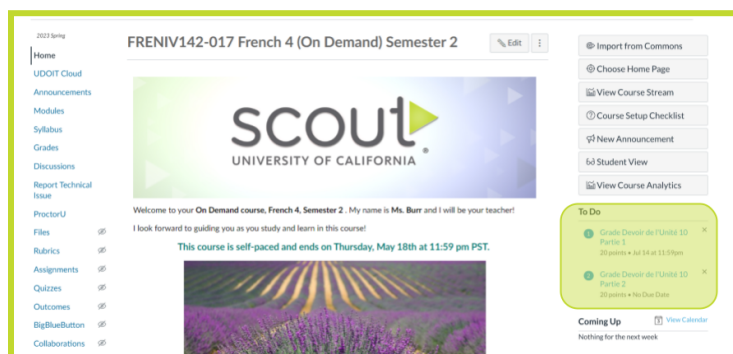 2023 Spring
Home
UDOIT Cloud
Announcements
Modules
Syllabus
Grades
Discussions
Report Technical
Issue
ProctorU
Files
Rubrics
Assignments
Quizzes
Outcomes
BigBlueButton
Collaborations
FRENIV142-017 French 4 (On Demand) Semester 2
Edit
scout
UNIVERSITY OF CALIFORNIA
Welcome to your On Demand course, French 4, Semester 2 . My name is Ms. Burr and I will be your teacher!
I look forward to guiding you as you study and learn in this course!
This course is self-paced and ends on Thursday, May 18th at 11:59 pm PST.
Import from Commons
Choose Home Page
View Course Stream
Course Setup Checklist
New Announcement
Student View
View Course Analytics
To Do
Grade Devoir de l'Unité 10
Partie 1
20 points • Jul 14 at 11:59pm
Grade Devoir de l'Unité 10
Partie 2
20 points • No Due Date
Coming Up
View Calendar
Nothing for the next week